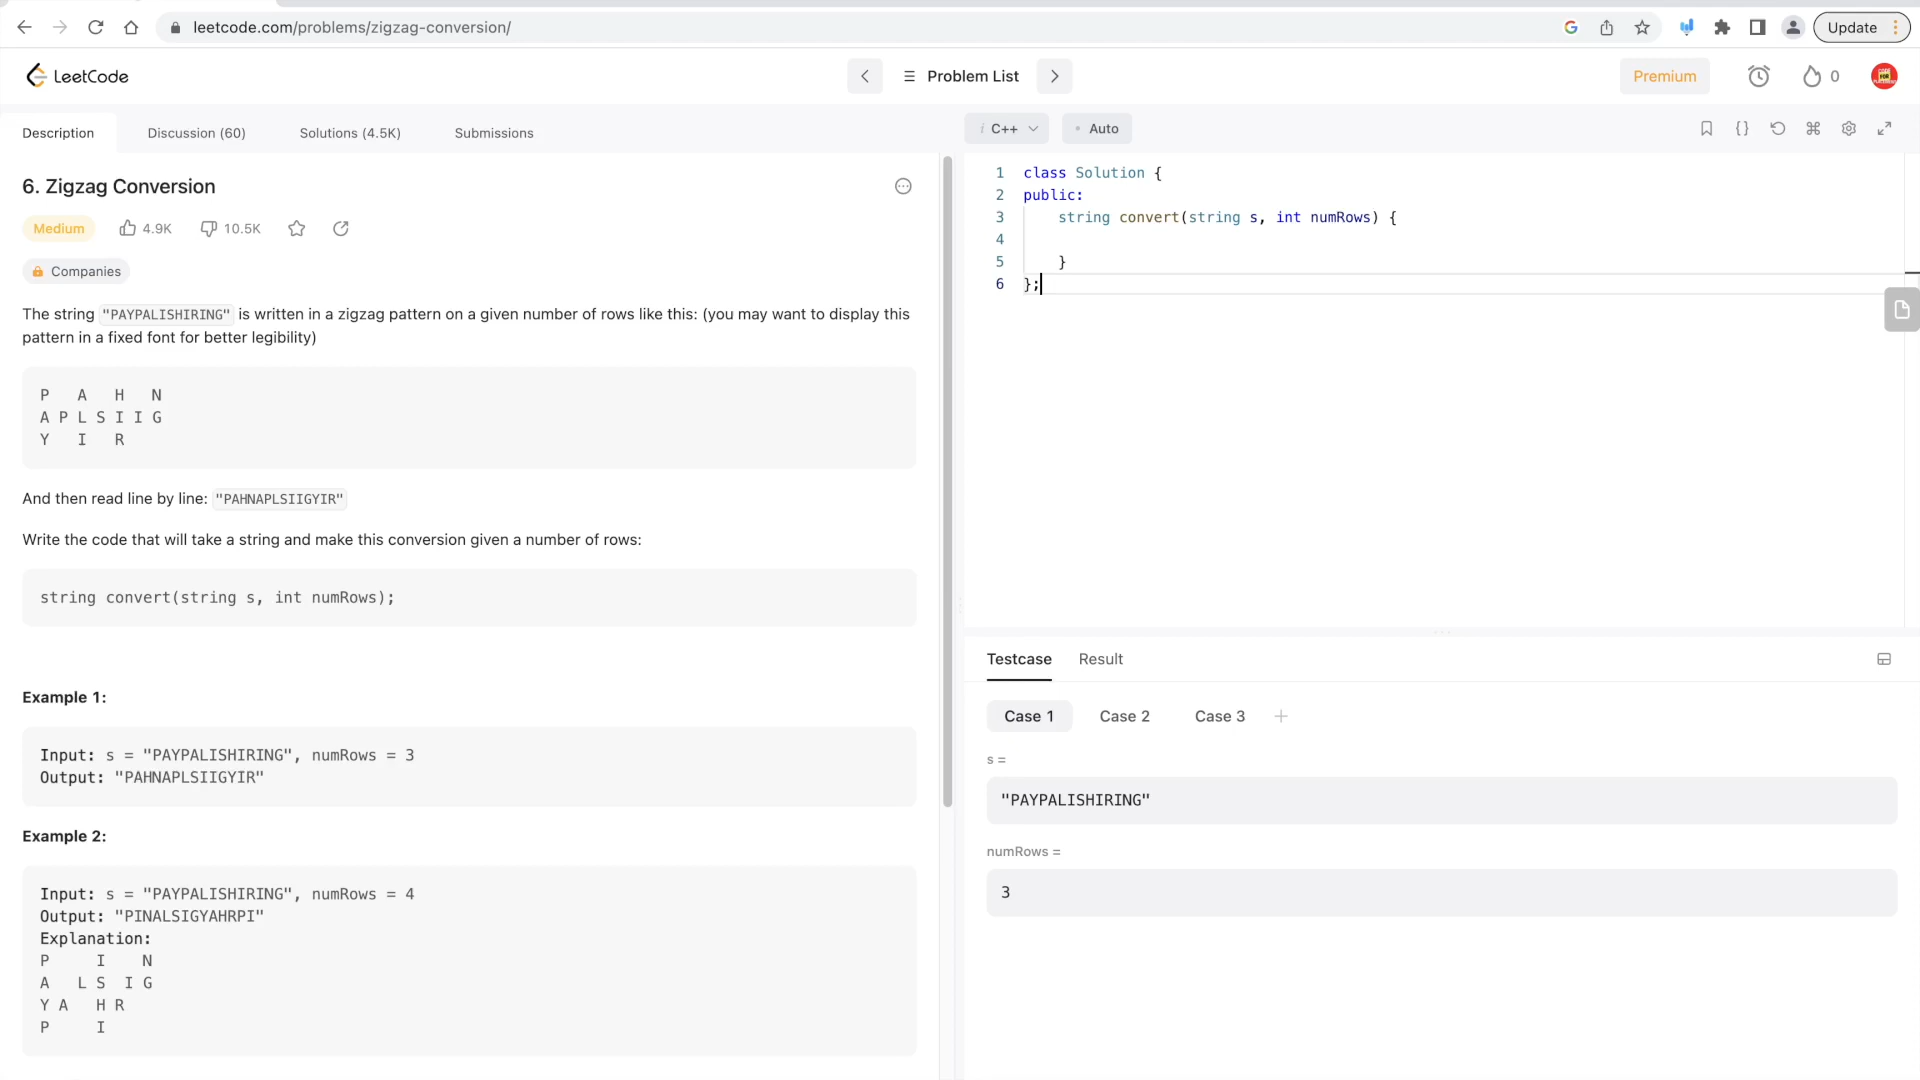 leetcode.com/problems/zigzag-conversion/
Update
LeetCode
Problem List
Premium
0
Description
Discussion (60)
Solutions (4.5K)
Submissions
6. Zigzag Conversion
Medium
4.9K
10.5K
Companies
The string "PAYPALISHIRING" is written in a zigzag pattern on a given number of rows like this: (you may want to display this
pattern in a fixed font for better legibility)
P   A   H   N
A P L S I I G
Y   I   R
And then read line by line: "PAHNAPLSIIGYIR"
Write the code that will take a string and make this conversion given a number of rows:
string convert(string s, int numRows);
Example 1:
Input: s = "PAYPALISHIRING", numRows = 3
Output: "PAHNAPLSIIGYIR"
Example 2:
Input: s = "PAYPALISHIRING", numRows = 4
Output: "PINALSIGYAHRPI"
Explanation:
P     I    N
A   L S  I G
Y A   H R
P     I
i C++
• Auto
1 class Solution {
2 public:
3     string convert(string s, int numRows) {
4
5     }
6 };
Testcase
Result
Case 1
Case 2
Case 3
s =
"PAYPALISHIRING"
numRows =
3